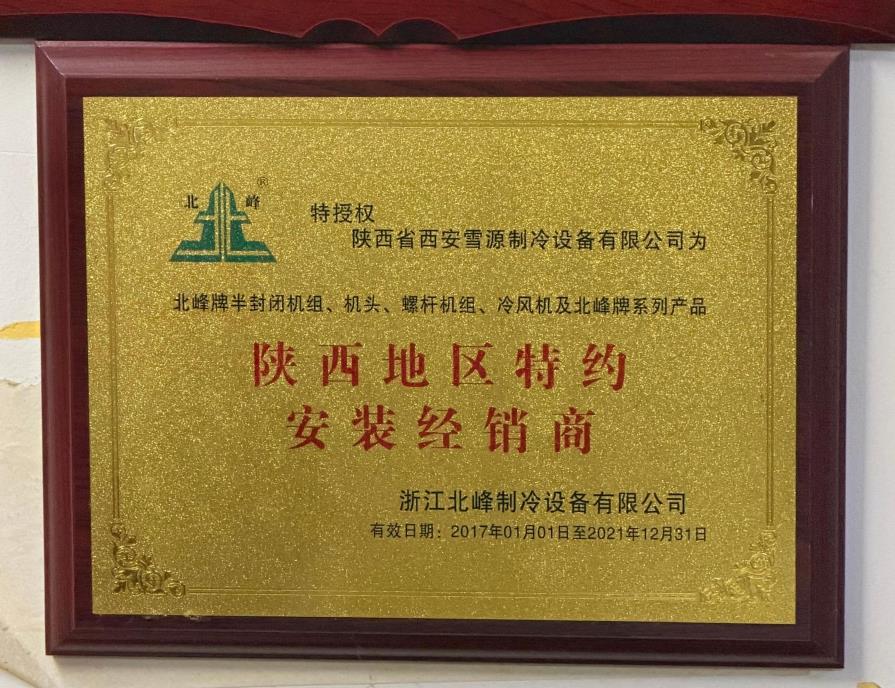 北峰®
特授权
陕西省西安雪源制冷设备有限公司为
北峰牌半封闭机组、机头、螺杆机组、冷风机及北峰牌系列产品
陕西地区特约
安装经销商
浙江北峰制冷设备有限公司
有效日期：2017年01月01日至2021年12月31日